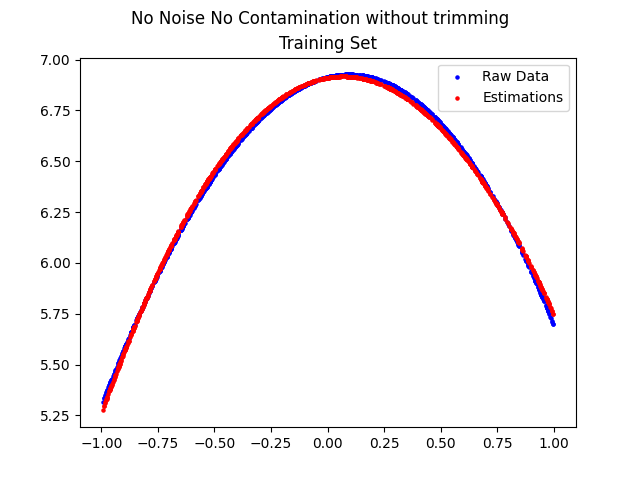 No Noise No Contamination without trimming
Training Set
Raw Data
Estimations
7.00
6.75
6.50
6.25
6.00
5.75
5.50
5.25
−1.00 −0.75 −0.50 −0.25 0.00 0.25 0.50 0.75 1.00